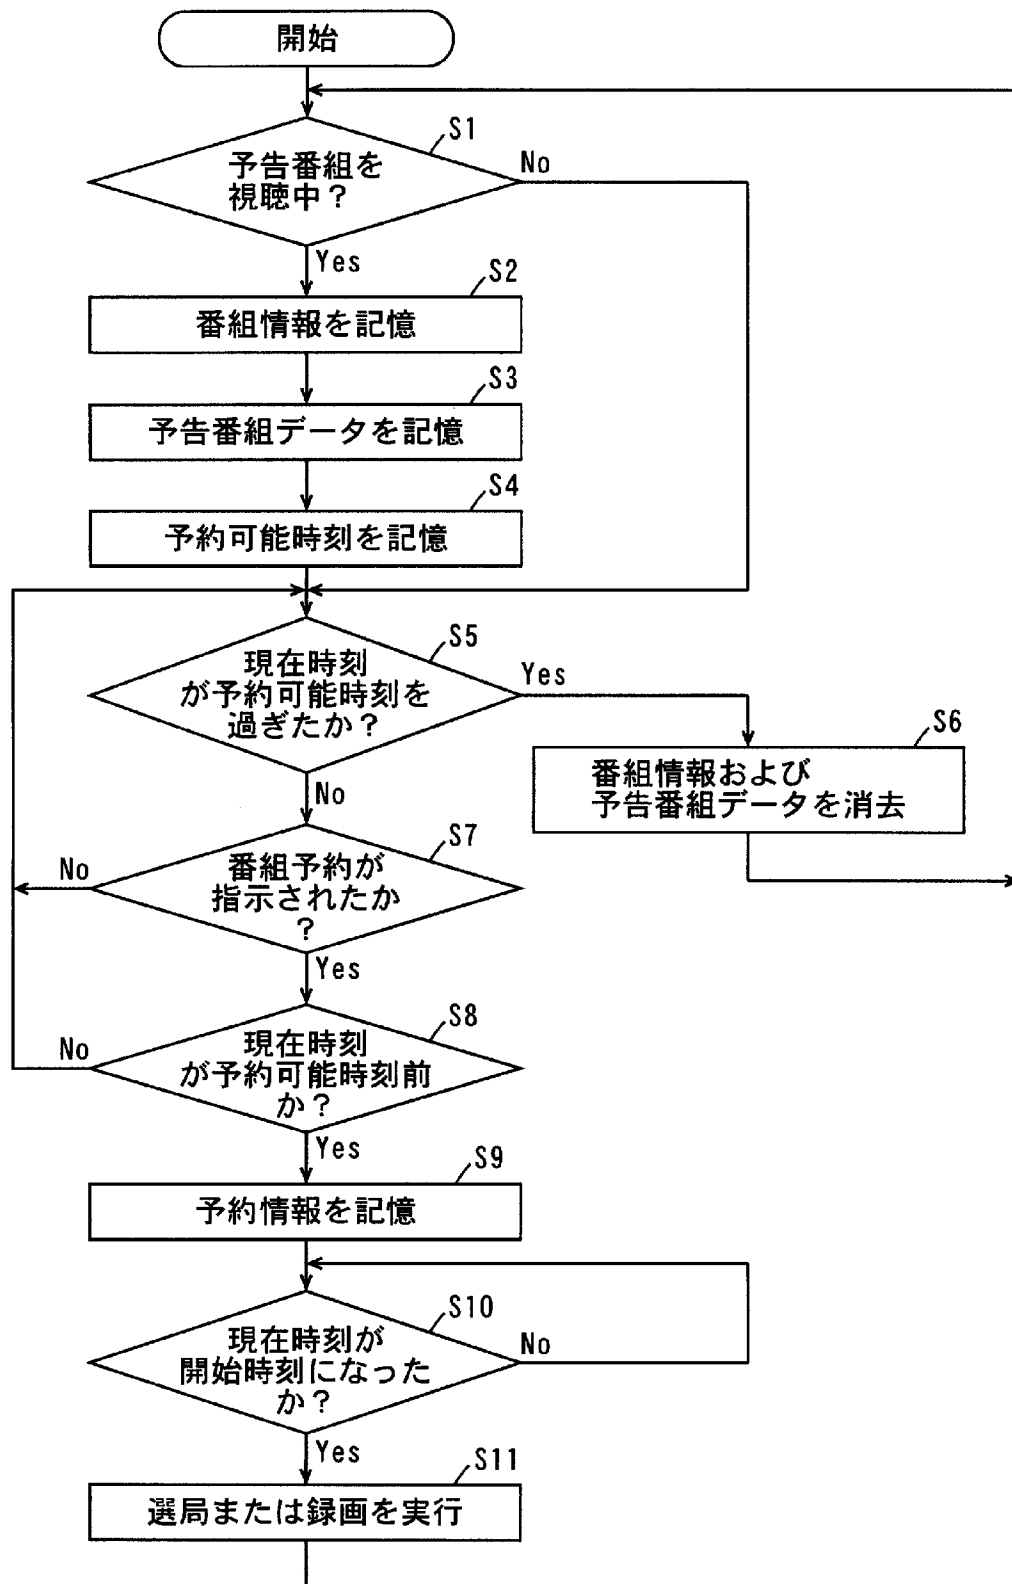 開始
S1
予告番組を
視聴中？
No
Yes
S2
番組情報を記憶
S3
予告番組データを記憶
S4
予約可能時刻を記憶
S5
現在時刻
が予約可能時刻を
過ぎたか？
Yes
No
S6
番組情報および
予告番組データを消去
S7
番組予約が
指示されたか
？
No
Yes
S8
現在時刻
が予約可能時刻前
か？
No
Yes
S9
予約情報を記憶
S10
現在時刻が
開始時刻になった
か？
No
Yes
S11
選局または録画を実行